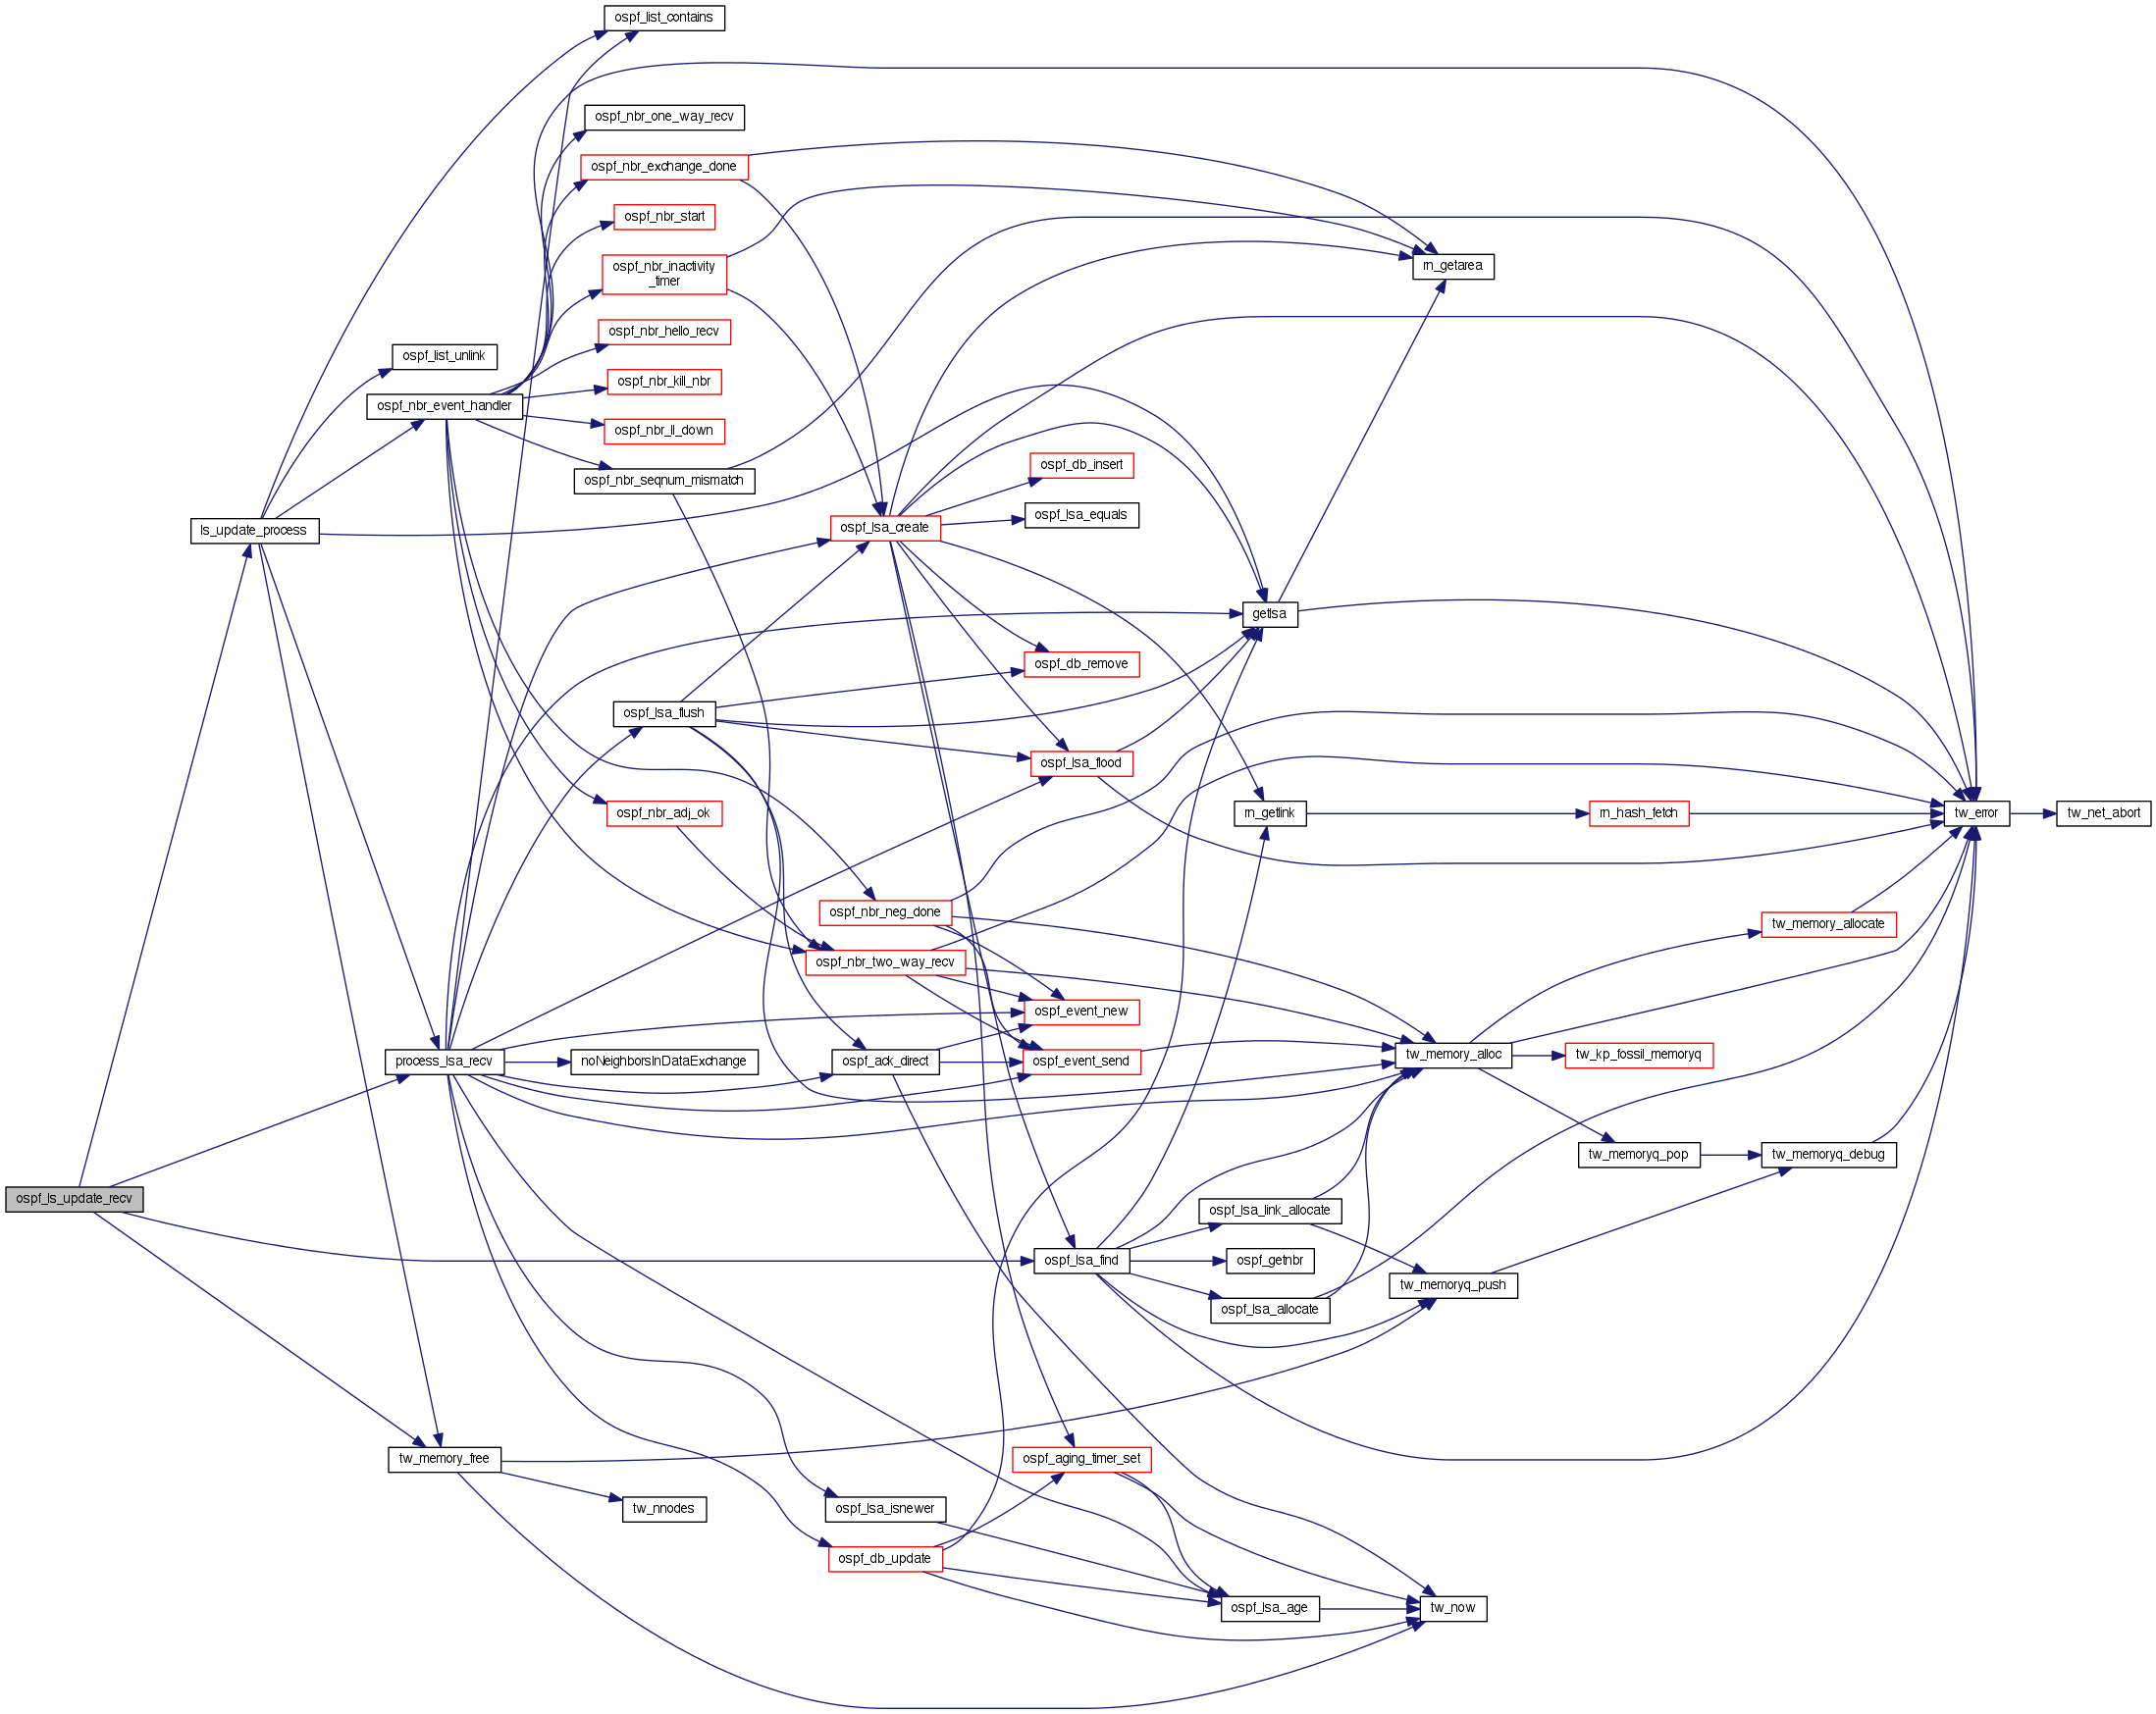 ospf_list_contains
ospf_nbr_one_way_recv
ospf_nbr_exchange_done
ospf_nbr_start
ospf_nbr_inactivity
_timer
rn_getarea
ospf_nbr_hello_recv
ospf_list_unlink
ospf_nbr_kill_nbr
ospf_nbr_event_handler
ospf_nbr_ll_down
ospf_db_insert
ospf_nbr_seqnum_mismatch
ospf_lsa_equals
ls_update_process
ospf_lsa_create
getlsa
ospf_db_remove
ospf_lsa_flush
ospf_lsa_flood
ospf_nbr_adj_ok
rn_getlink
rn_hash_fetch
tw_error
tw_net_abort
ospf_nbr_neg_done
tw_memory_allocate
ospf_nbr_two_way_recv
ospf_event_new
process_lsa_recv
noNeighborsInDataExchange
ospf_ack_direct
ospf_event_send
tw_memory_alloc
tw_kp_fossil_memoryq
tw_memoryq_pop
tw_memoryq_debug
ospf_ls_update_recv
ospf_lsa_link_allocate
ospf_lsa_find
ospf_getnbr
tw_memoryq_push
ospf_lsa_allocate
tw_memory_free
ospf_aging_timer_set
tw_nnodes
ospf_lsa_isnewer
ospf_db_update
ospf_lsa_age
tw_now